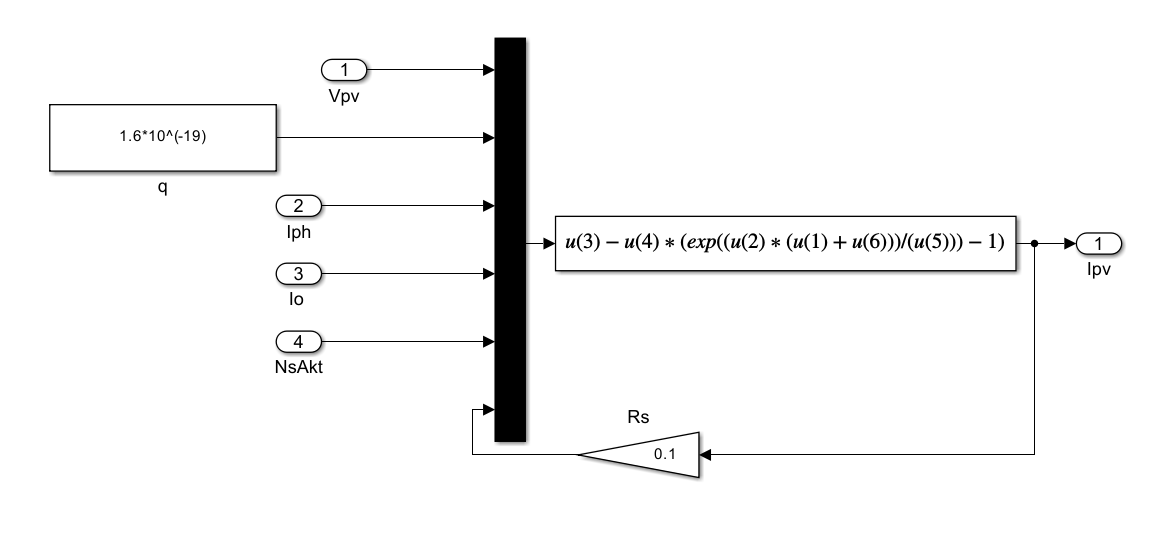 1
Vpv
1.6*10^(-19)
q
2
Iph
u(3) − u(4) ∗ (exp((u(2) ∗ (u(1) + u(6)))/(u(5))) − 1)
1
Ipv
3
Io
4
NsAkt
Rs
0.1